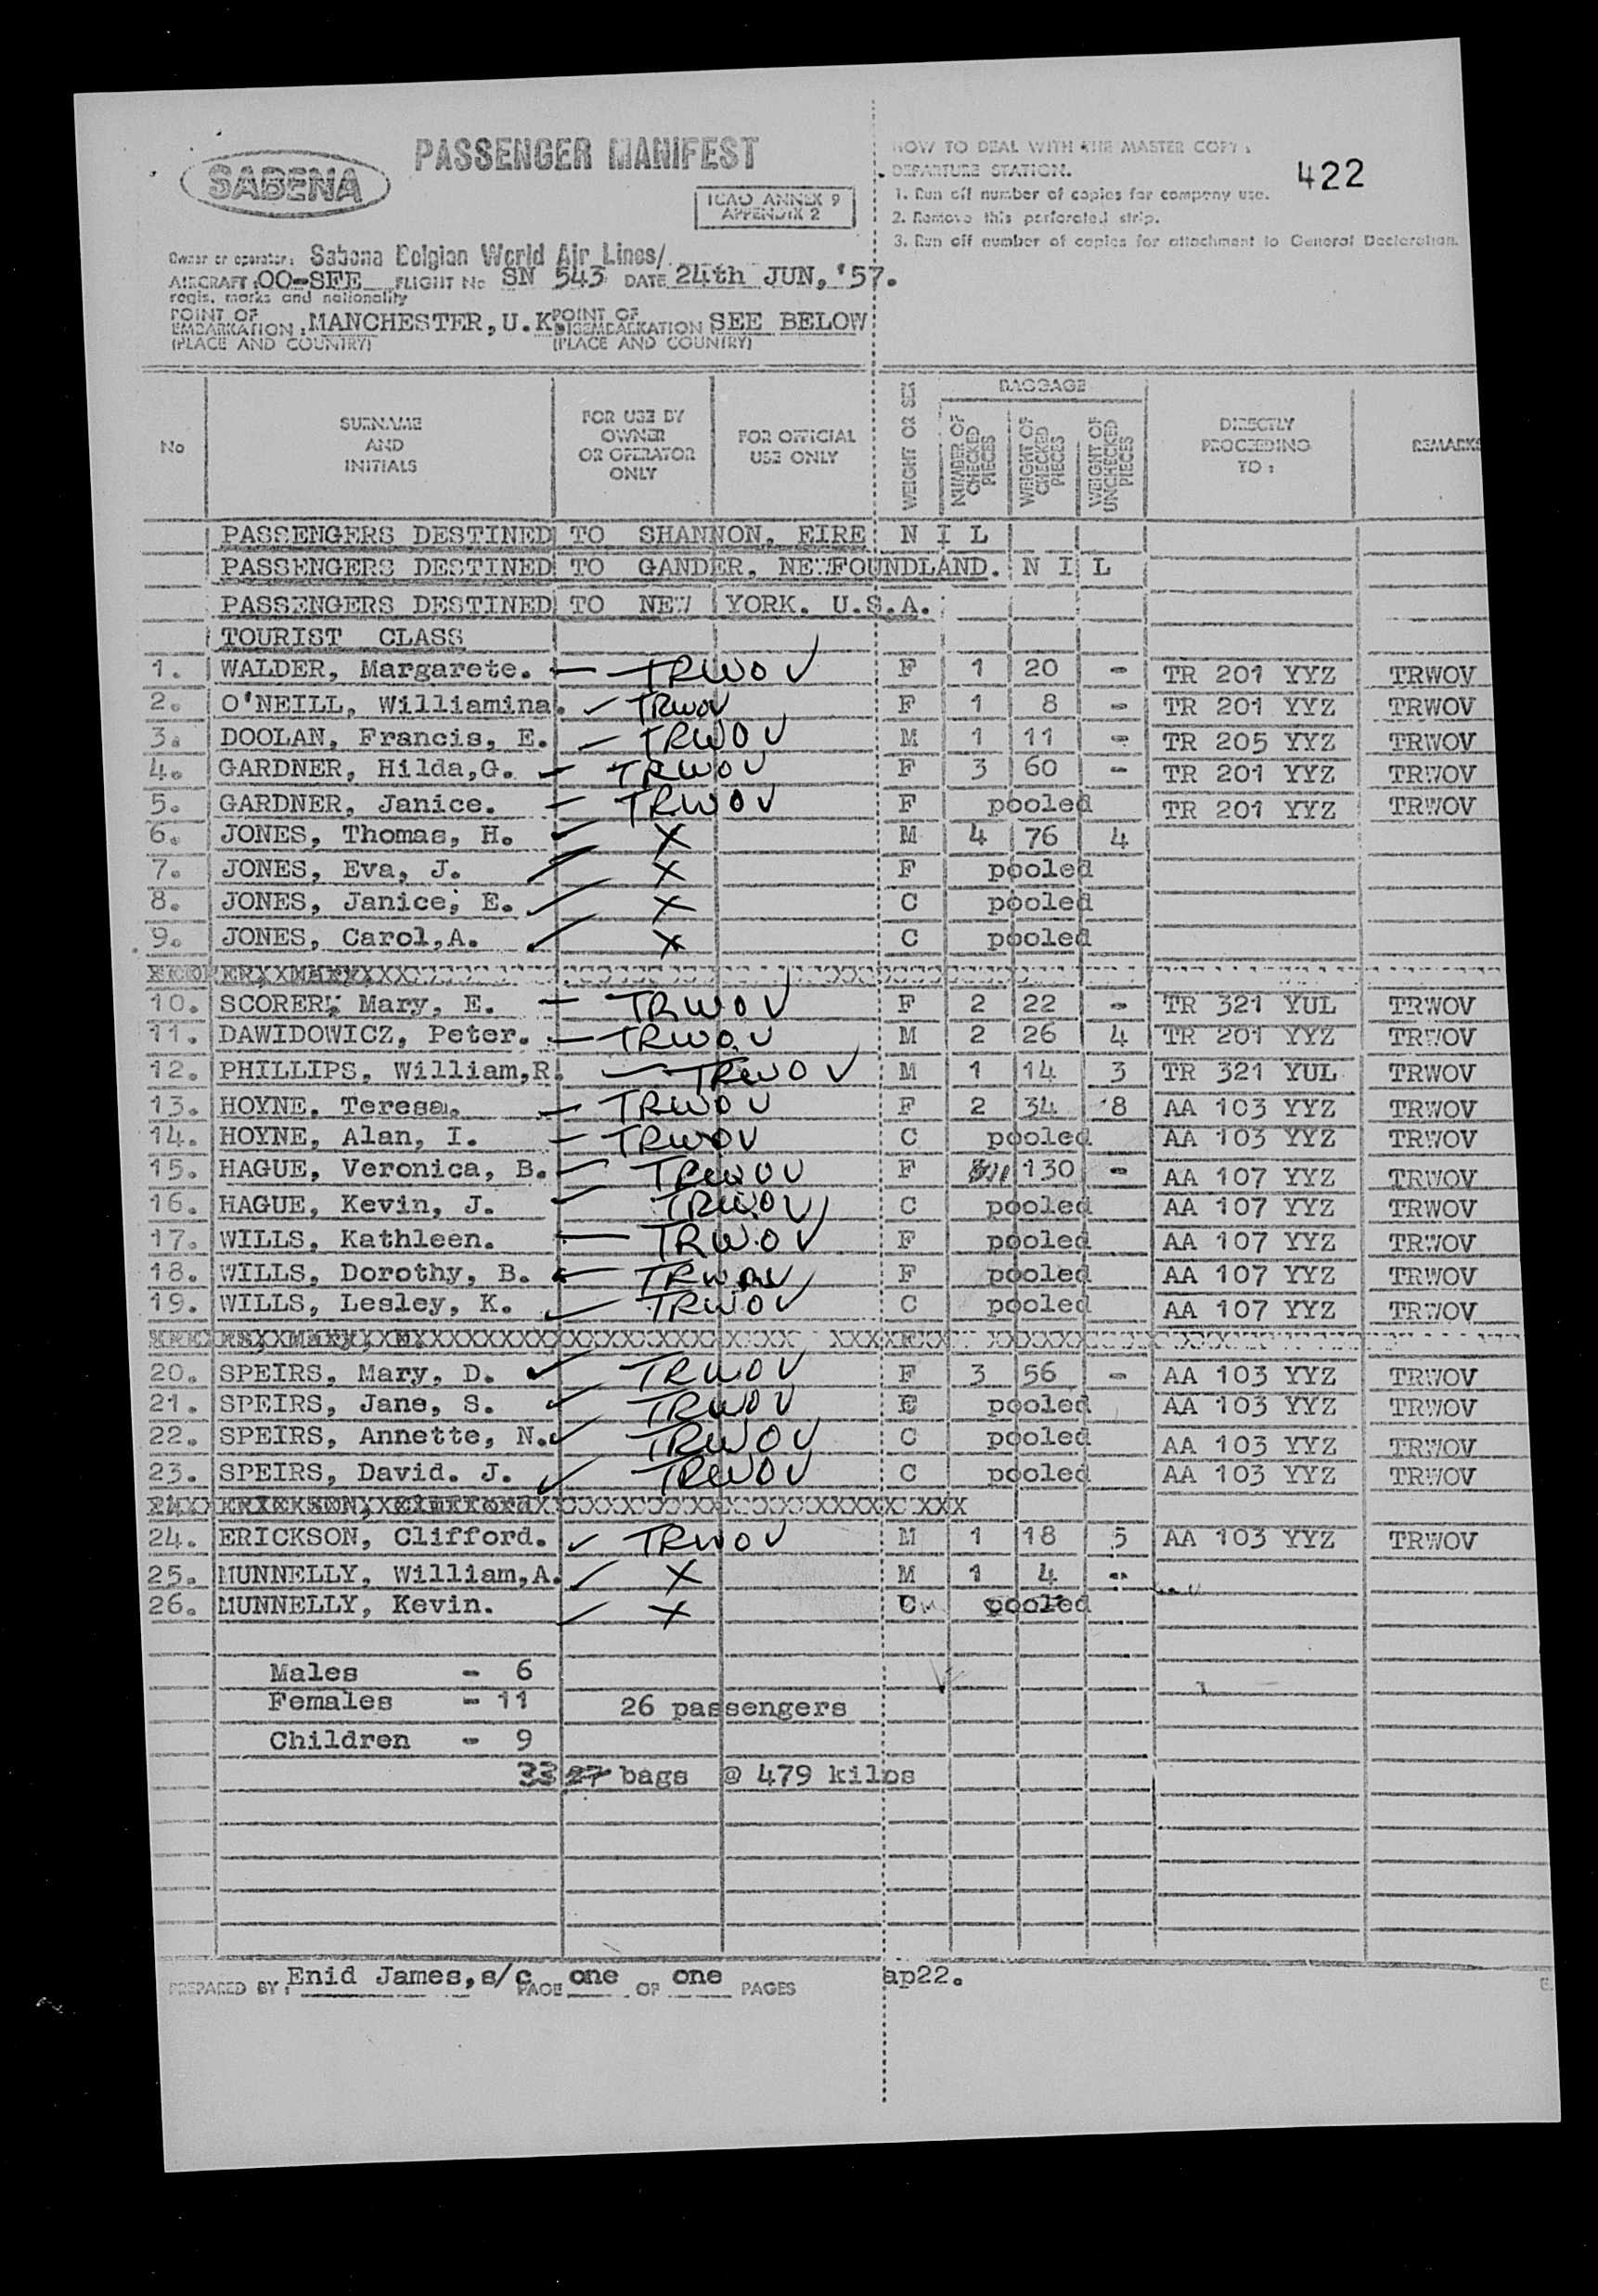 PASSENGER MANIFEST
SABENA
ICAO ANNEX 9
APPENDIX 2
HOW TO DEAL WITH THE MASTER COPY :
DEPARTURE STATION.
1. Run off number of copies for company use.
2. Remove this perforated strip.
3. Run off number of copies for attachment to General Declaration.
422
Owner or operator: Sabena Belgian World Air Lines/
AIRCRAFT: OO-SFE FLIGHT No SN 543 DATE 24th JUN, '57.
regis. marks and nationality
POINT OF EMBARKATION: MANCHESTER, U.K. POINT OF DISEMBARKATION SEE BELOW
(PLACE AND COUNTRY) (PLACE AND COUNTRY)
No SURNAME AND INITIALS FOR USE BY OWNER OR OPERATOR ONLY FOR OFFICIAL USE ONLY WEIGHT OR SEX BAGGAGE NUMBER OF CHECKED PIECES WEIGHT OF CHECKED PIECES WEIGHT OF UNCHECKED PIECES DIRECTLY PROCEEDING TO : REMARKS
PASSENGERS DESTINED TO SHANNON, EIRE N I L
PASSENGERS DESTINED TO GANDER, NEWFOUNDLAND. N I L
PASSENGERS DESTINED TO NEW YORK. U.S.A.
TOURIST CLASS
1. WALDER, Margarete. — TRWOV F 1 20 - TR 201 YYZ TRWOV
2. O'NEILL, Williamina. ✓ TRWOV F 1 8 - TR 201 YYZ TRWOV
3. DOOLAN, Francis, E. — TRWOV M 1 11 - TR 205 YYZ TRWOV
4. GARDNER, Hilda,G. — TRWOV F 3 60 - TR 201 YYZ TRWOV
5. GARDNER, Janice. — TRWOV F pooled TR 201 YYZ TRWOV
6. JONES, Thomas, H. ✓ X M 4 76 4
7. JONES, Eva, J. ✓ X F pooled
8. JONES, Janice, E. ✓ X C pooled
9. JONES, Carol,A. ✓ X C pooled
10. SCORER, Mary, E. — TRWOV F 2 22 - TR 321 YUL TRWOV
11. DAWIDOWICZ, Peter. — TRWOV M 2 26 4 TR 201 YYZ TRWOV
12. PHILLIPS, William,R. — TRWOV M 1 14 3 TR 321 YUL TRWOV
13. HOYNE, Teresa. — TRWOV F 2 34 8 AA 103 YYZ TRWOV
14. HOYNE, Alan, I. — TRWOV C pooled AA 103 YYZ TRWOV
15. HAGUE, Veronica, B. — TRWOV F 130 - AA 107 YYZ TRWOV
16. HAGUE, Kevin, J. ✓ TRWOV C pooled AA 107 YYZ TRWOV
17. WILLS, Kathleen. — TRWOV F pooled AA 107 YYZ TRWOV
18. WILLS, Dorothy, B. — TRWOV F pooled AA 107 YYZ TRWOV
19. WILLS, Lesley, K. ✓ TRWOV C pooled AA 107 YYZ TRWOV
20. SPEIRS, Mary, D. ✓ TRWOV F 3 56 - AA 103 YYZ TRWOV
21. SPEIRS, Jane, S. ✓ TRWOV C pooled AA 103 YYZ TRWOV
22. SPEIRS, Annette, N. ✓ TRWOV C pooled AA 103 YYZ TRWOV
23. SPEIRS, David. J. ✓ TRWOV C pooled AA 103 YYZ TRWOV
24. ERICKSON, Clifford. ✓ TRWOV M 1 18 5 AA 103 YYZ TRWOV
25. MUNNELLY, William,A. ✓ X M 1 4 -
26. MUNNELLY, Kevin. ✓ X C pooled
Males - 6
Females - 11 26 passengers
Children - 9
33 27 bags @ 479 kilos
PREPARED BY: Enid James, s/c PAGE one OF one PAGES ap22.